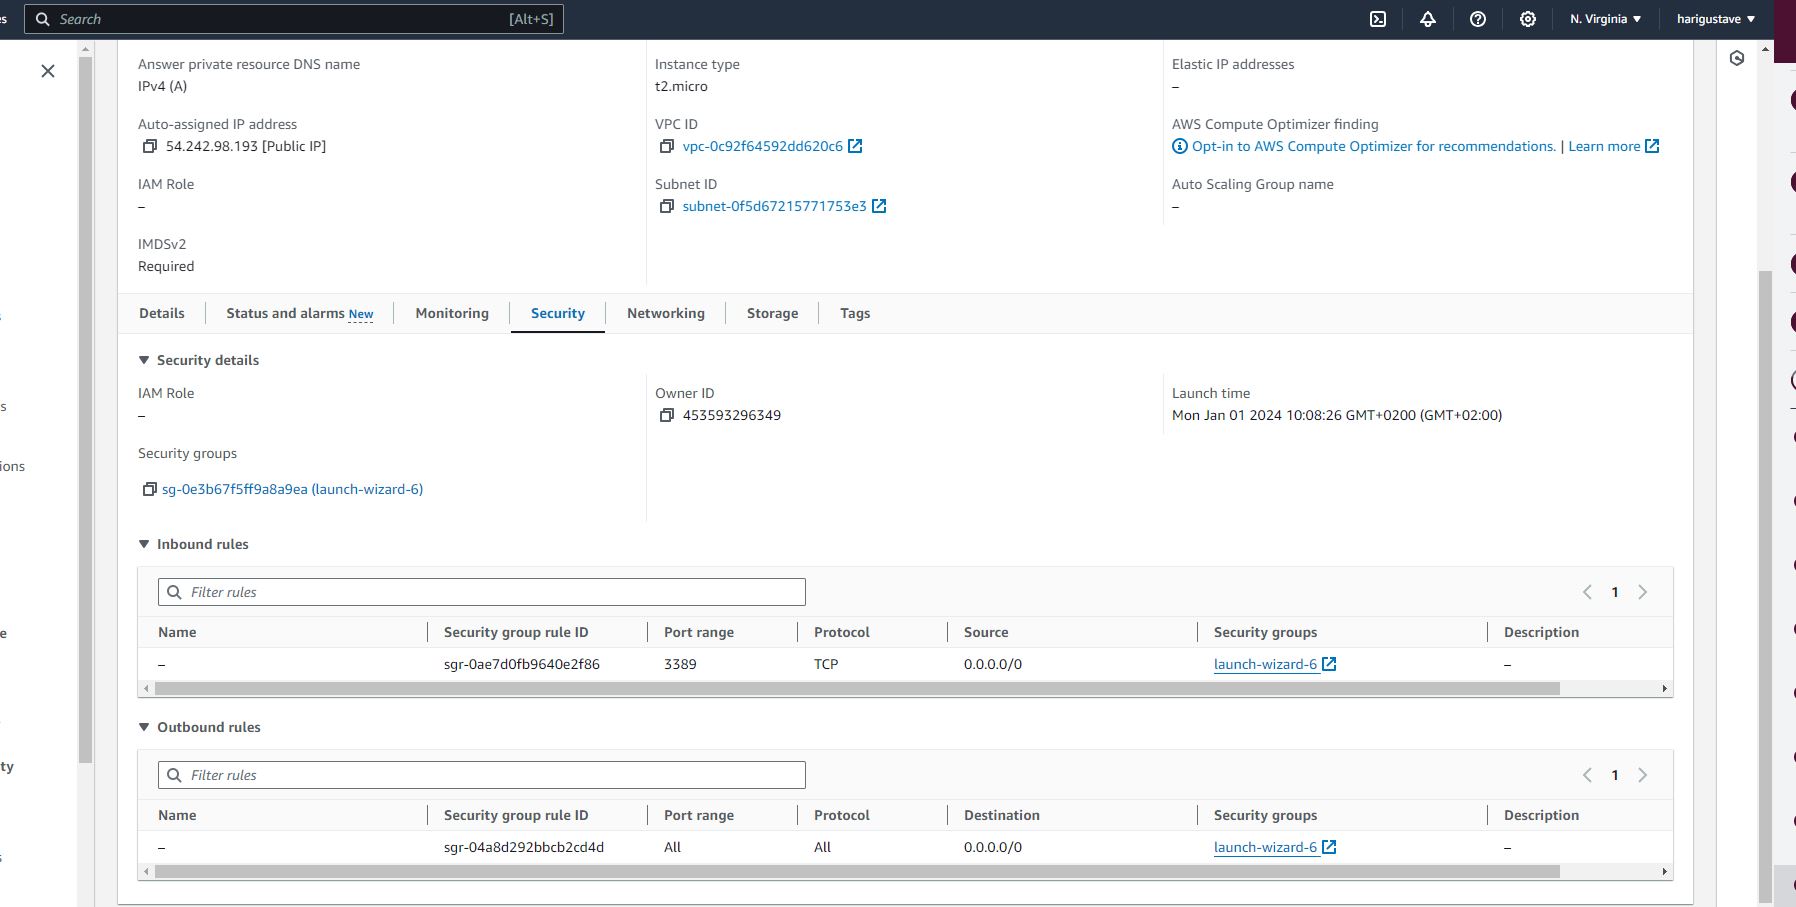 es
Search
[Alt+S]
N. Virginia
harigustave
Answer private resource DNS name
IPv4 (A)
Instance type
t2.micro
Elastic IP addresses
–
Auto-assigned IP address
54.242.98.193 [Public IP]
VPC ID
vpc-0c92f64592dd620c6
AWS Compute Optimizer finding
Opt-in to AWS Compute Optimizer for recommendations. | Learn more
IAM Role
–
Subnet ID
subnet-0f5d67215771753e3
Auto Scaling Group name
–
IMDSv2
Required
Details
Status and alarms New
Monitoring
Security
Networking
Storage
Tags
Security details
IAM Role
–
Owner ID
453593296349
Launch time
Mon Jan 01 2024 10:08:26 GMT+0200 (GMT+02:00)
Security groups
sg-0e3b67f5ff9a8a9ea (launch-wizard-6)
s
ions
e
ty
s
Inbound rules
Filter rules
1
Name Security group rule ID Port range Protocol Source Security groups Description
– sgr-0ae7d0fb9640e2f86 3389 TCP 0.0.0.0/0 launch-wizard-6 –
Outbound rules
Filter rules
1
Name Security group rule ID Port range Protocol Destination Security groups Description
– sgr-04a8d292bbcb2cd4d All All 0.0.0.0/0 launch-wizard-6 –